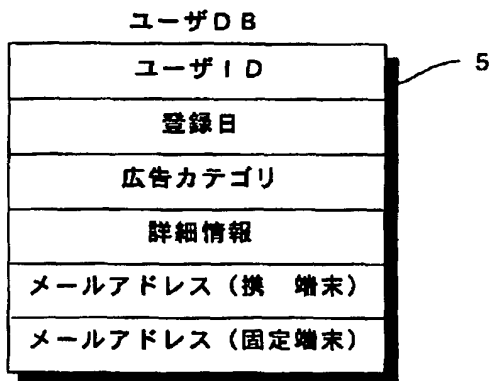 ユーザDB
ユーザID
5
登録日
広告カテゴリ
詳細情報
メールアドレス(携 端末)
メールアドレス(固定端末)